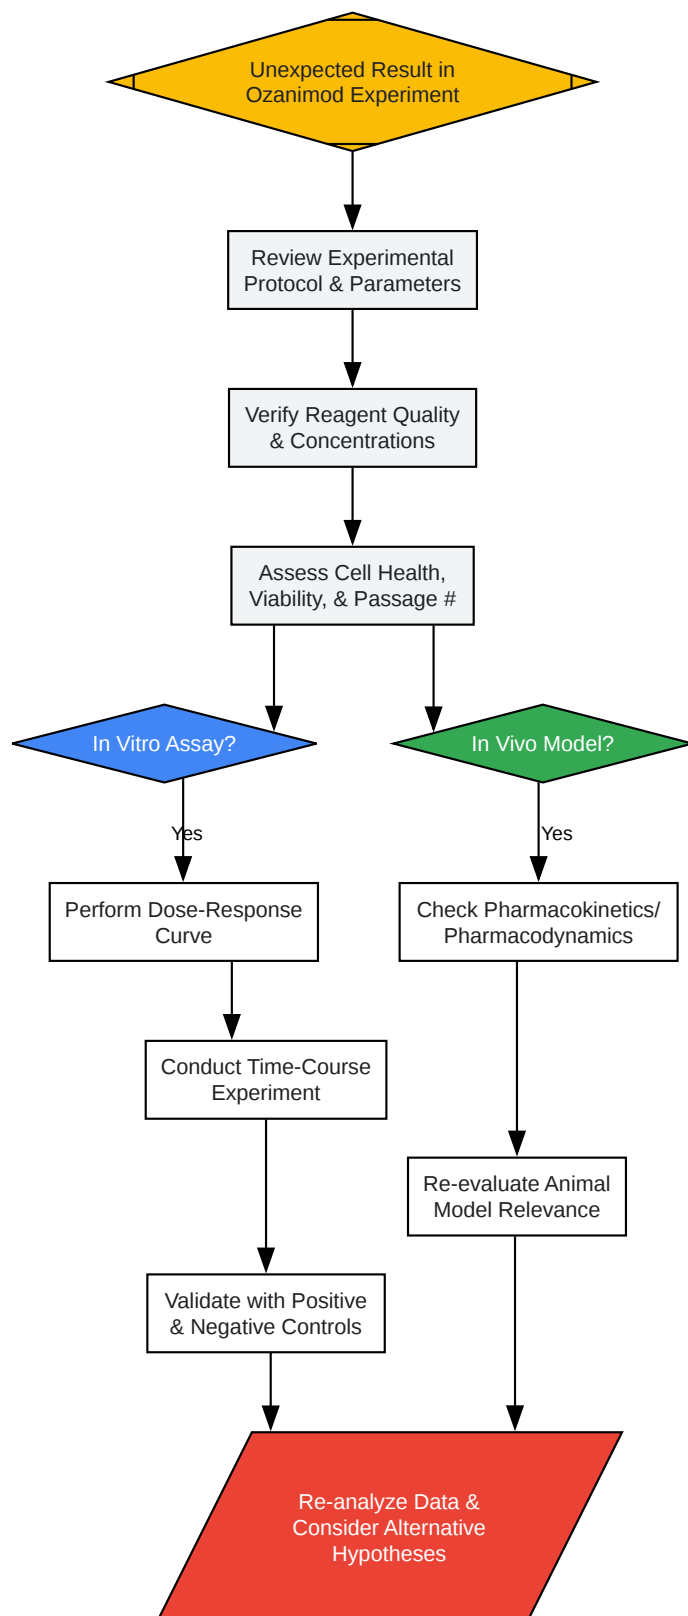 Unexpected Result in
Ozanimod Experiment
Review Experimental
Protocol & Parameters
Verify Reagent Quality
& Concentrations
Assess Cell Health,
Viability, & Passage #
In Vitro Assay?
In Vivo Model?
Yes
Yes
Perform Dose-Response
Curve
Check Pharmacokinetics/
Pharmacodynamics
Conduct Time-Course
Experiment
Re-evaluate Animal
Model Relevance
Validate with Positive
& Negative Controls
Re-analyze Data &
Consider Alternative
Hypotheses